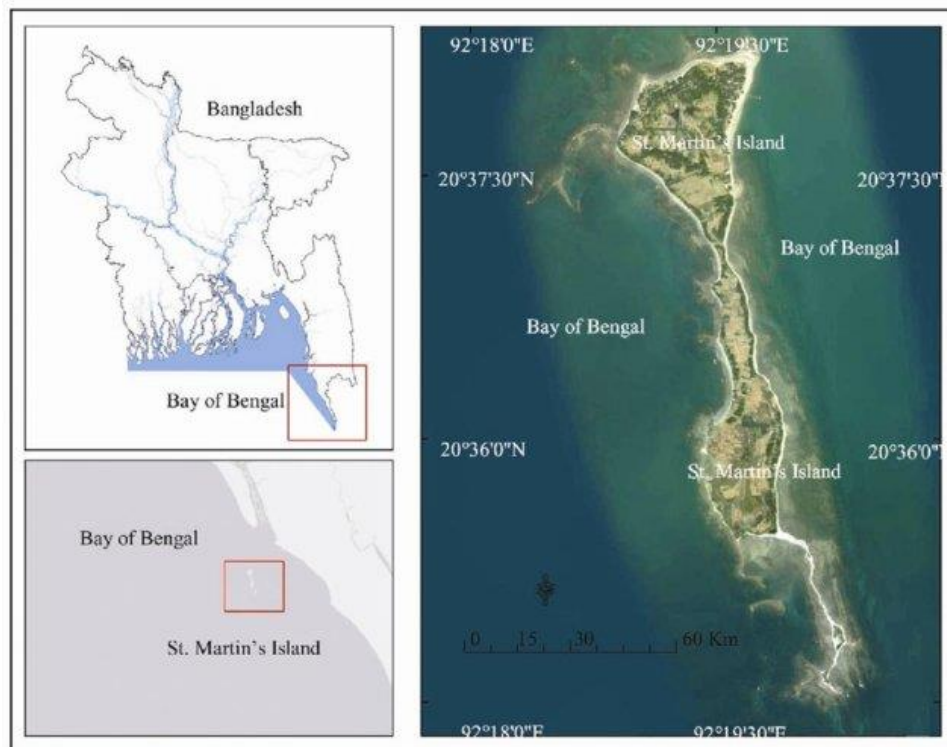 Bangladesh
Bay of Bengal
Bay of Bengal
St. Martin's Island
92°18'0"E 92°19'30"E
St. Martin's Island
20°37'30"N 20°37'30"
Bay of Bengal
Bay of Bengal
20°36'0"N 20°36'0"
St. Martin's Island
0 15 30 60 Km
92°18'0"E 92°19'30"E